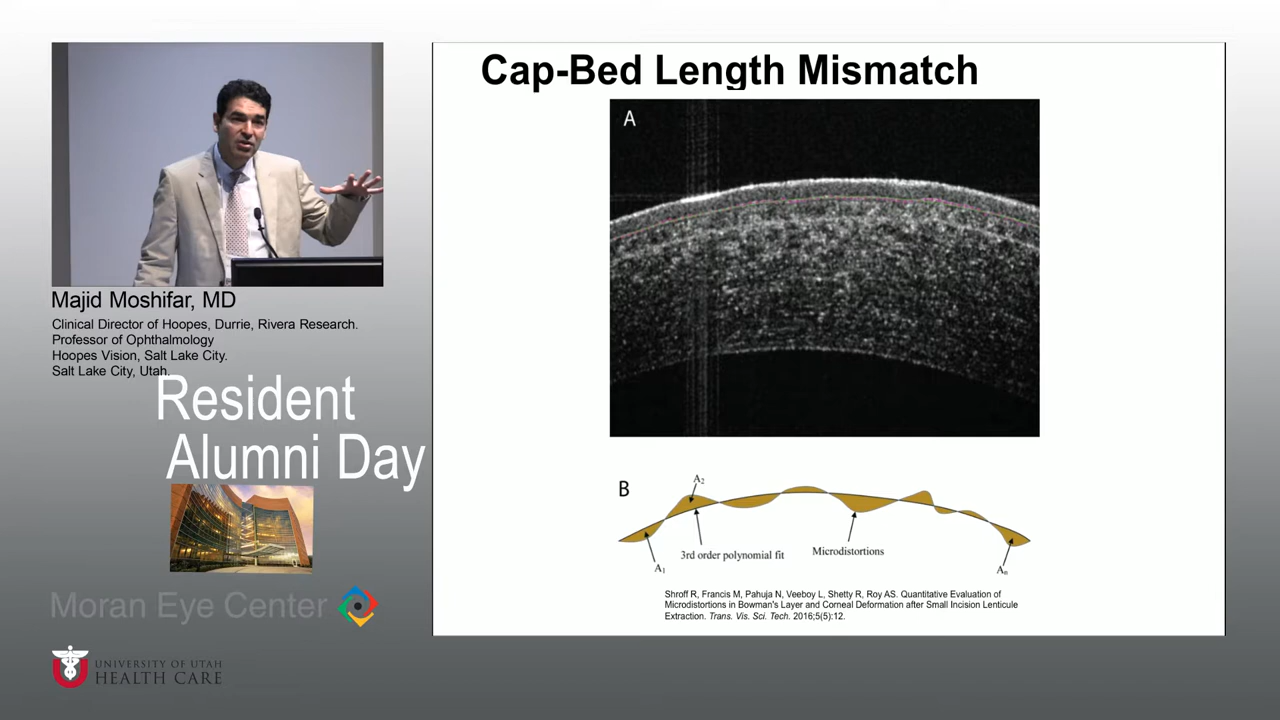 Cap-Bed Length Mismatch
A
Majid Moshifar, MD
Clinical Director of Hoopes, Durrie, Rivera Research.
Professor of Ophthalmology
Hoopes Vision, Salt Lake City.
Salt Lake City, Utah.
Resident
Alumni Day
Moran Eye Center
UNIVERSITY OF UTAH
HEALTH CARE
B
A₂
3rd order polynomial fit
Microdistortions
A₁
Aₙ
Shroff R, Francis M, Pahuja N, Veeboy L, Shetty R, Roy AS. Quantitative Evaluation of
Microdistortions in Bowman's Layer and Corneal Deformation after Small Incision Lenticule
Extraction. Trans. Vis. Sci. Tech. 2016;5(5):12.